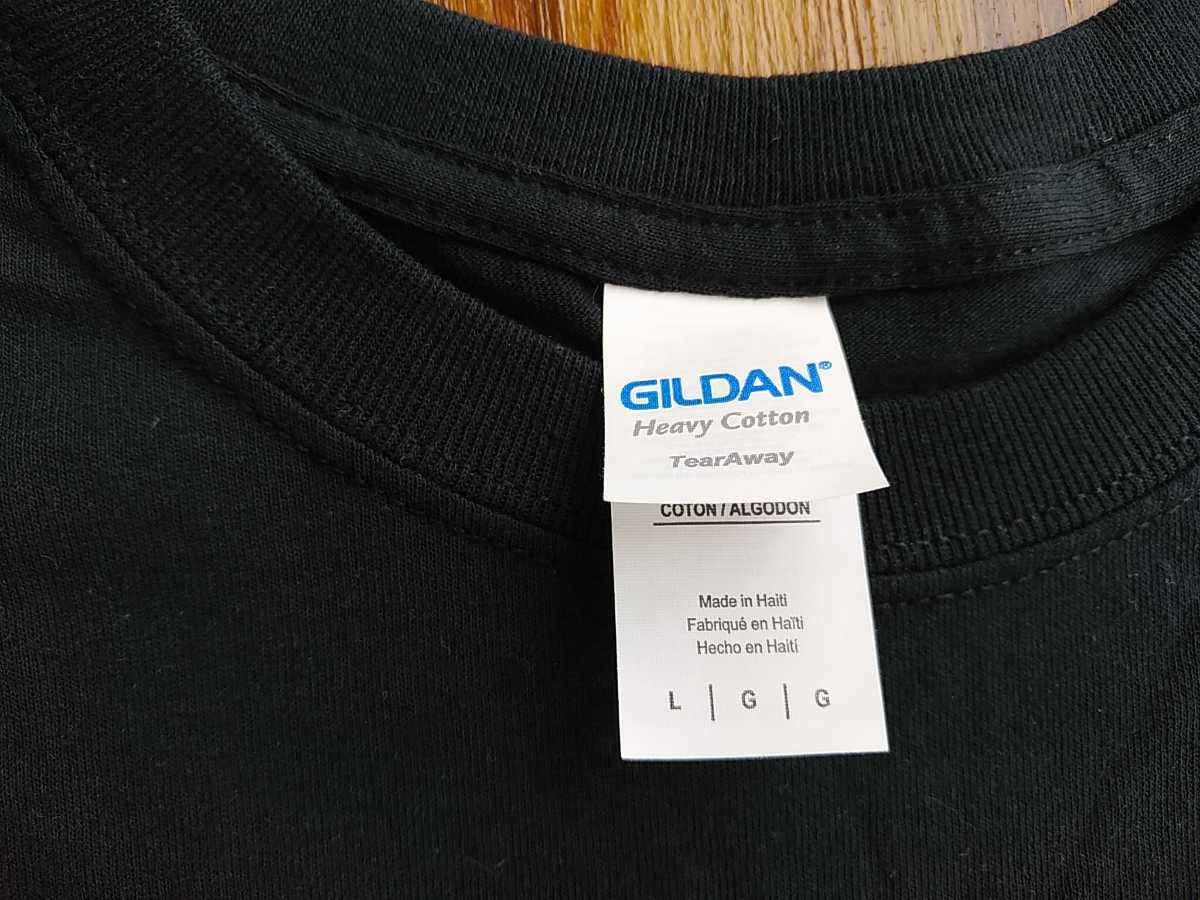 GILDAN®
Heavy Cotton
TearAway
COTON / ALGODON
Made in Haiti
Fabriqué en Haïti
Hecho en Haití
L | G | G